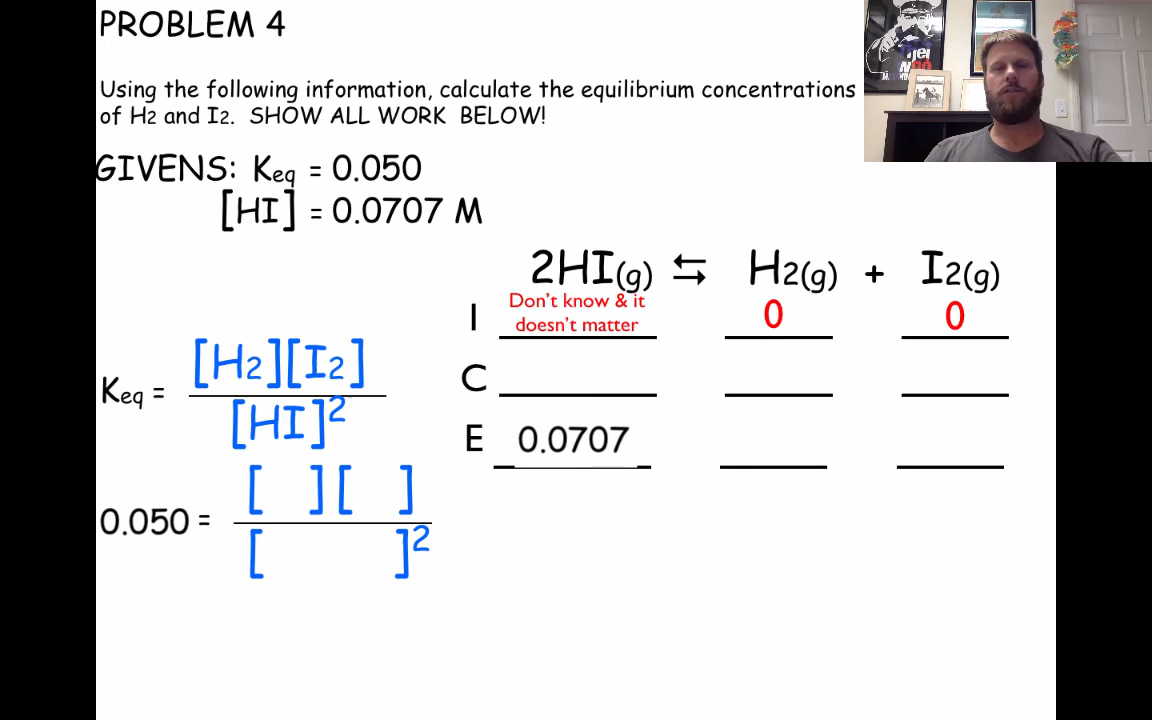 PROBLEM 4
Using the following information, calculate the equilibrium concentrations
of H2 and I2. SHOW ALL WORK BELOW!
GIVENS: Keq = 0.050
[HI] = 0.0707 M
2HI(g) ⇆ H2(g) + I2(g)
I Don't know & it doesn't matter 0 0
C
E 0.0707
Keq = [H2][I2]
[HI]2
0.050 = [ ][ ]
[ ]2